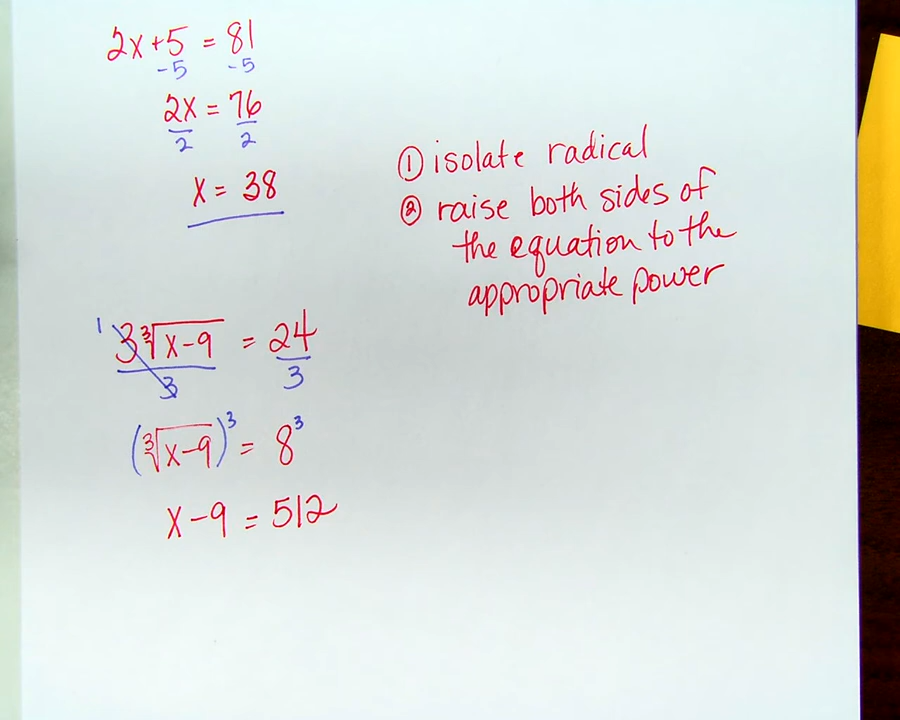 2x+5 = 81
-5 -5
2x = 76
2 2
x = 38
① isolate radical
② raise both sides of
the equation to the
appropriate power
1 3∛x-9 = 24
3 3
(∛x-9)³ = 8³
x-9 = 512